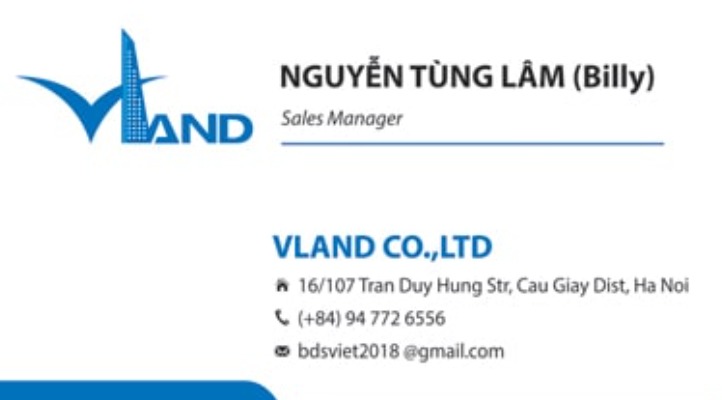 VLAND
NGUYỄN TÙNG LÂM (Billy)
Sales Manager
VLAND CO.,LTD
16/107 Tran Duy Hung Str, Cau Giay Dist, Ha Noi
(+84) 94 772 6556
bdsviet2018 @gmail.com